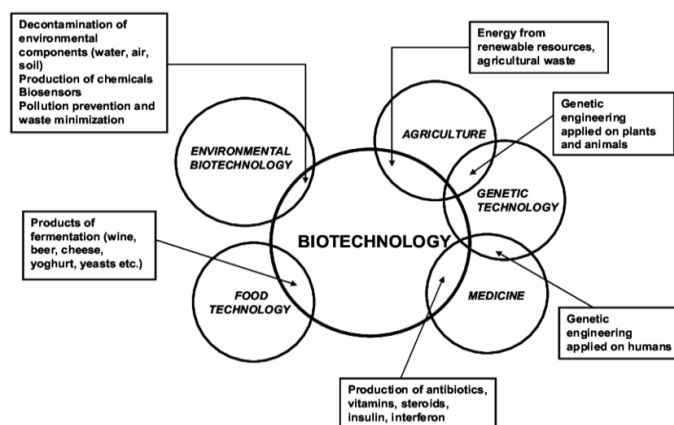 Decontamination of
environmental
components (water, air,
soil)
Production of chemicals
Biosensors
Pollution prevention and
waste minimization
Energy from
renewable resources,
agricultural waste
AGRICULTURE
Genetic
engineering
applied on plants
and animals
ENVIRONMENTAL
BIOTECHNOLOGY
GENETIC
TECHNOLOGY
Products of
fermentation (wine,
beer, cheese,
yoghurt, yeasts etc.)
BIOTECHNOLOGY
FOOD
TECHNOLOGY
MEDICINE
Genetic
engineering
applied on humans
Production of antibiotics,
vitamins, steroids,
insulin, interferon